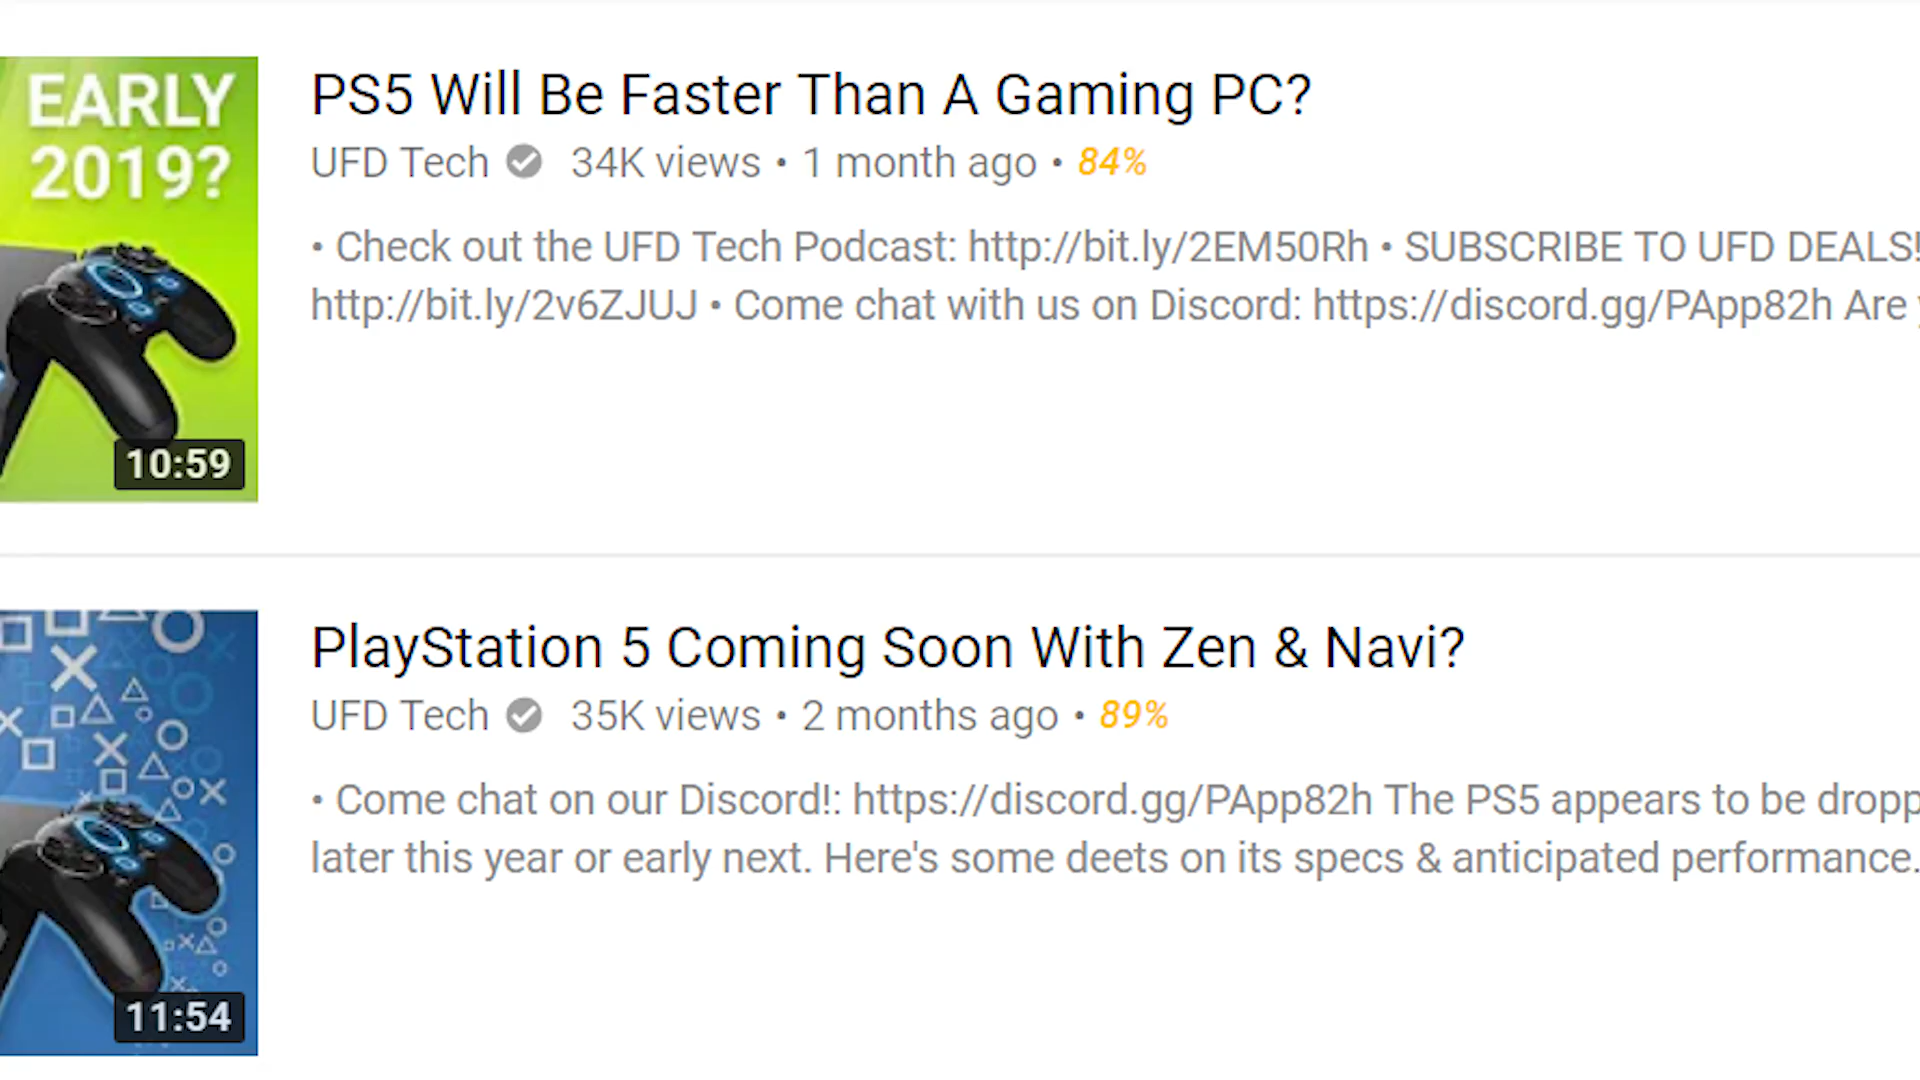 EARLY
2019?
10:59
PS5 Will Be Faster Than A Gaming PC?
UFD Tech 34K views • 1 month ago • 84%
• Check out the UFD Tech Podcast: http://bit.ly/2EM50Rh • SUBSCRIBE TO UFD DEALS!
http://bit.ly/2v6ZJUJ • Come chat with us on Discord: https://discord.gg/PApp82h Are
11:54
PlayStation 5 Coming Soon With Zen & Navi?
UFD Tech 35K views • 2 months ago • 89%
• Come chat on our Discord!: https://discord.gg/PApp82h The PS5 appears to be dropp
later this year or early next. Here's some deets on its specs & anticipated performance.